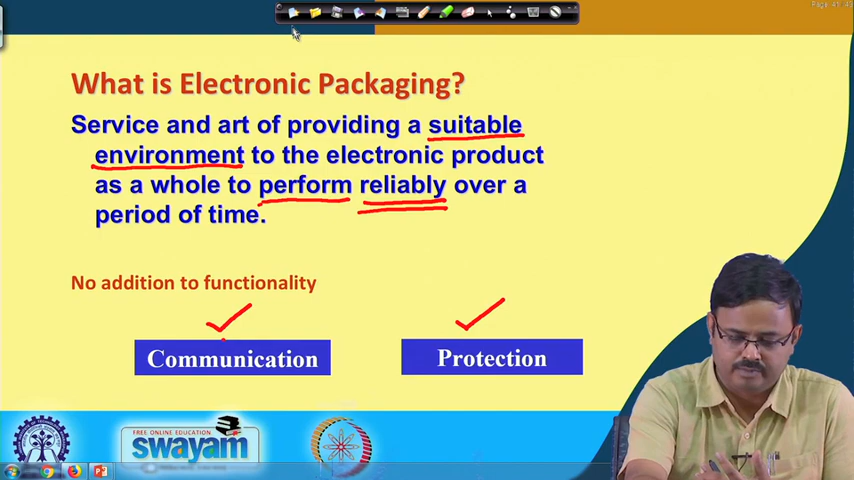 What is Electronic Packaging?
Service and art of providing a suitable
environment to the electronic product
as a whole to perform reliably over a
period of time.
No addition to functionality
Communication
Protection
FREE ONLINE EDUCATION
swayam